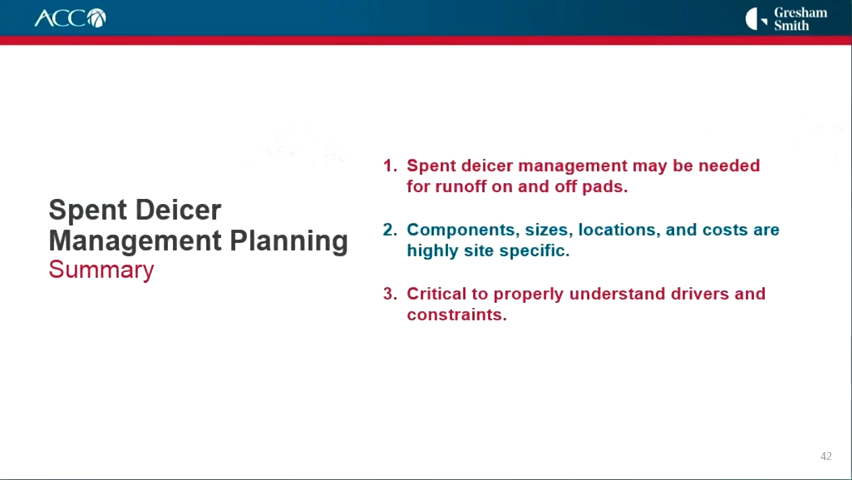 ACC
Gresham
Smith
Spent Deicer
Management Planning
Summary
1. Spent deicer management may be needed
for runoff on and off pads.
2. Components, sizes, locations, and costs are
highly site specific.
3. Critical to properly understand drivers and
constraints.
42